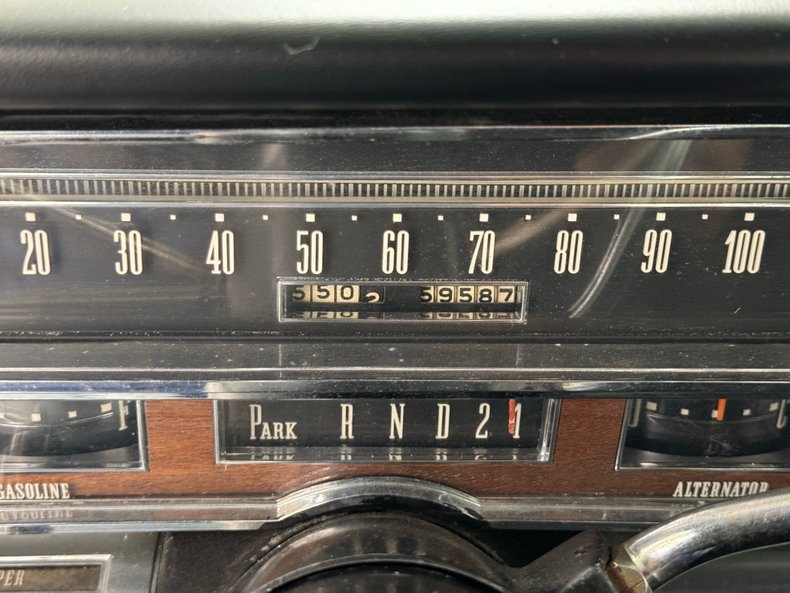 20 30 40 50 60 70 80 90 100
550 59587
PARK R N D 2 1
F
C
GASOLINE ALTERNATOR